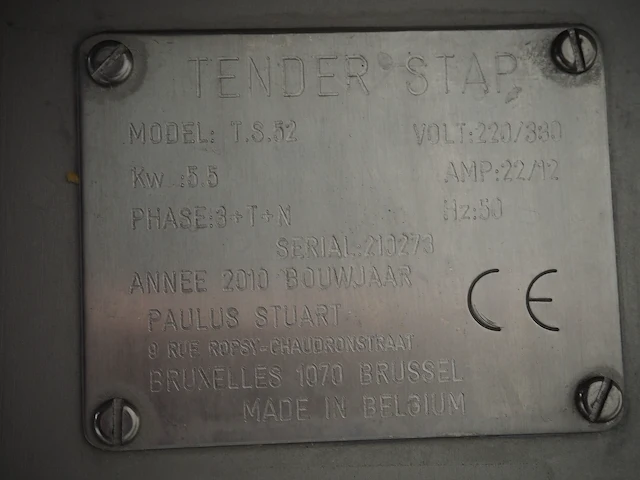 TENDER® STAR
MODEL: T.S.52 VOLT:220/380
Kw :5.5 AMP:22/12
PHASE:3+T+N Hz:50
SERIAL:210273
ANNEE 2010 BOUWJAAR
PAULUS STUART
9 RUE ROPSY-CHAUDRONSTRAAT
BRUXELLES 1070 BRUSSEL
MADE IN BELGIUM
CE